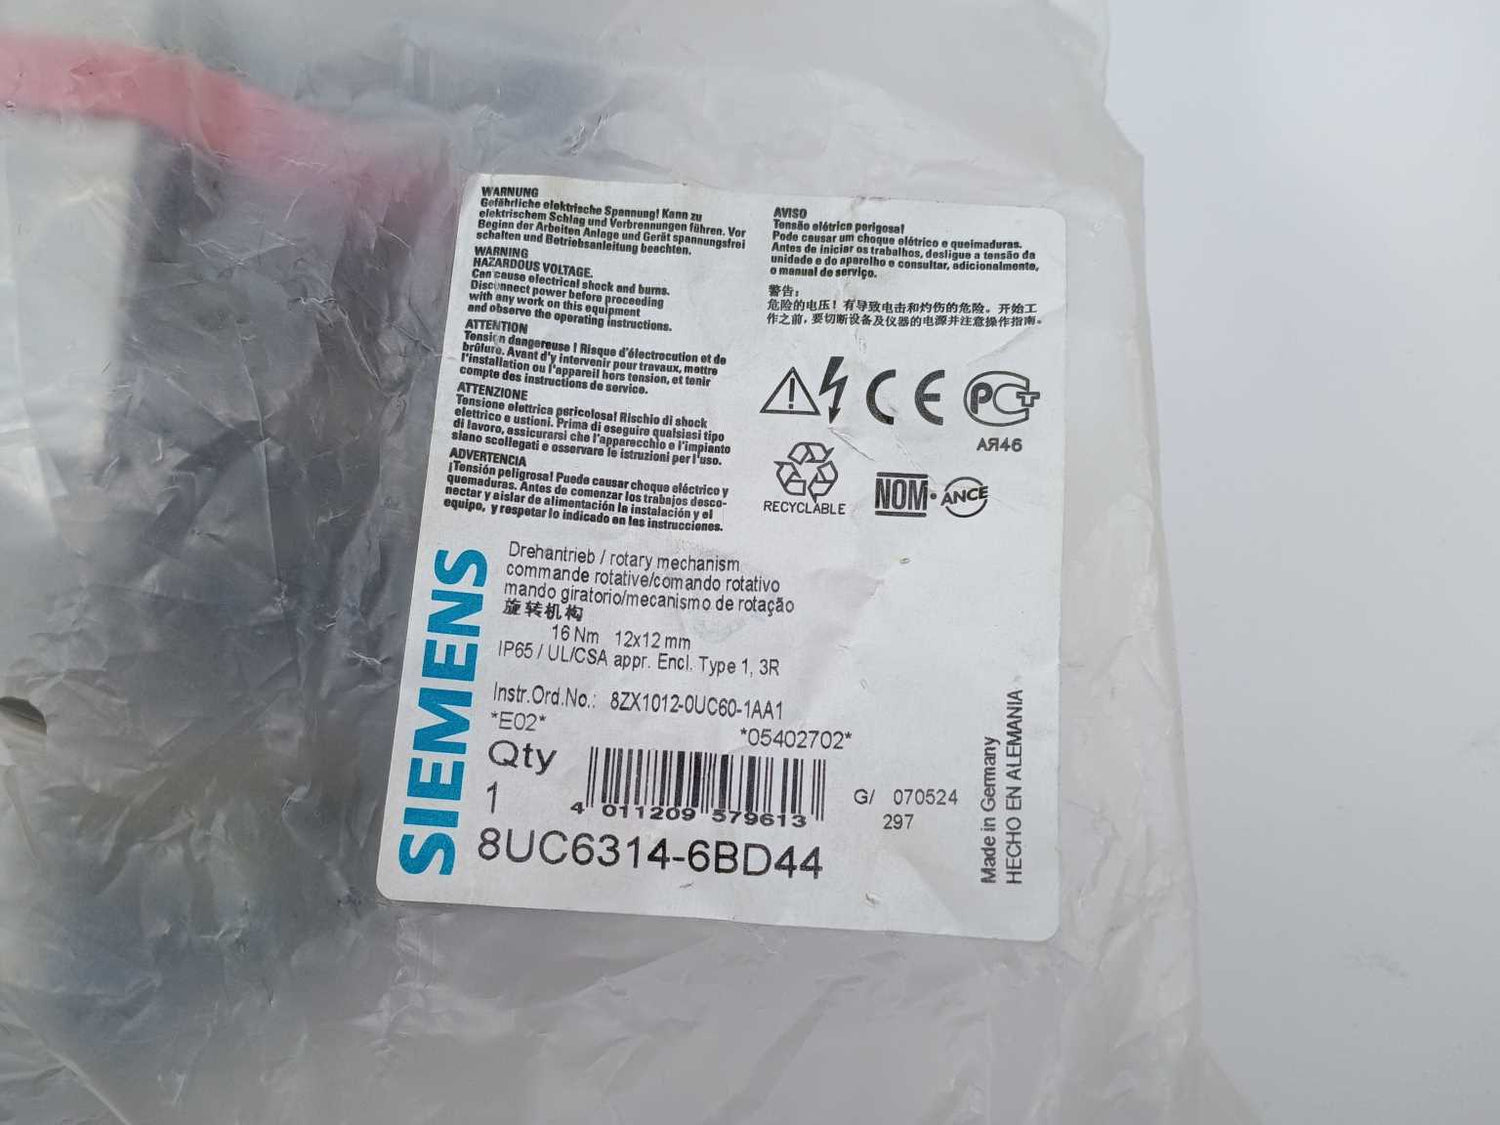 WARNUNG
Gefährliche elektrische Spannung! Kann zu
elektrischem Schlag und Verbrennungen führen. Vor
Beginn der Arbeiten Anlage und Gerät spannungsfrei
schalten und Betriebsanleitung beachten.
WARNING
HAZARDOUS VOLTAGE.
Can cause electrical shock and burns.
Disconnect power before proceeding
with any work on this equipment
and observe the operating instructions.
ATTENTION
Tension dangereuse ! Risque d'électrocution et de
brûlure. Avant d'y intervenir pour travaux, mettre
l'installation ou l'appareil hors tension, et tenir
compte des instructions de service.
ATTENZIONE
Tensione elettrica pericolosa! Rischio di shock
elettrico e ustioni. Prima di eseguire qualsiasi tipo
di lavoro, assicurarsi che l'apparecchio e l'impianto
siano scollegati e osservare le istruzioni per l'uso.
ADVERTENCIA
¡Tensión peligrosa! Puede causar choque eléctrico y
quemaduras. Antes de comenzar los trabajos desco-
nectar y aislar de alimentación la instalación y el
equipo, y respetar lo indicado en las instrucciones.
AVISO
Tensão elétrica perigosa!
Pode causar um choque elétrico e queimaduras.
Antes de iniciar os trabalhos, desligue a tensão da
unidade e do aparelho e consultar, adicionalmente,
o manual de serviço.
警告:
危险的电压！有导致电击和灼伤的危险。开始工
作之前，要切断设备及仪器的电源并注意操作指南。
CE
PCT
АЯ46
RECYCLABLE
NOM·ANCE
SIEMENS
Drehantrieb / rotary mechanism
commande rotative/comando rotativo
mando giratorio/mecanismo de rotação
旋转机构
16 Nm 12x12 mm
IP65 / UL/CSA appr. Encl. Type 1, 3R
Instr.Ord.No.: 8ZX1012-0UC60-1AA1
*E02* *05402702*
Qty
1
4 011209 579613
G/ 070524
297
8UC6314-6BD44
Made in Germany
HECHO EN ALEMANIA